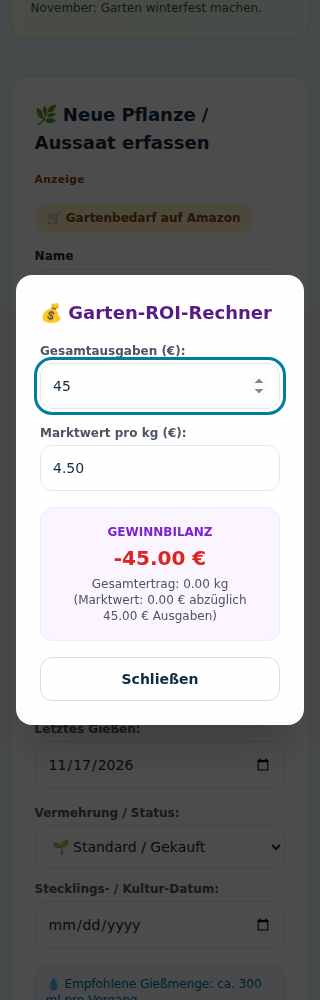 November: Garten winterfest machen.
🌿 Neue Pflanze /
Aussaat erfassen
Anzeige
🛒 Gartenbedarf auf Amazon
Name
💰 Garten-ROI-Rechner
Gesamtausgaben (€):
45
Marktwert pro kg (€):
4.50
GEWINNBILANZ
-45.00 €
Gesamtertrag: 0.00 kg
(Marktwert: 0.00 € abzüglich
45.00 € Ausgaben)
Schließen
Letztes Gießen:
11/17/2026
Vermehrung / Status:
🌱 Standard / Gekauft
Stecklings- / Kultur-Datum:
mm/dd/yyyy
💧 Empfohlene Gießmenge: ca. 300
ml pro Vorgang